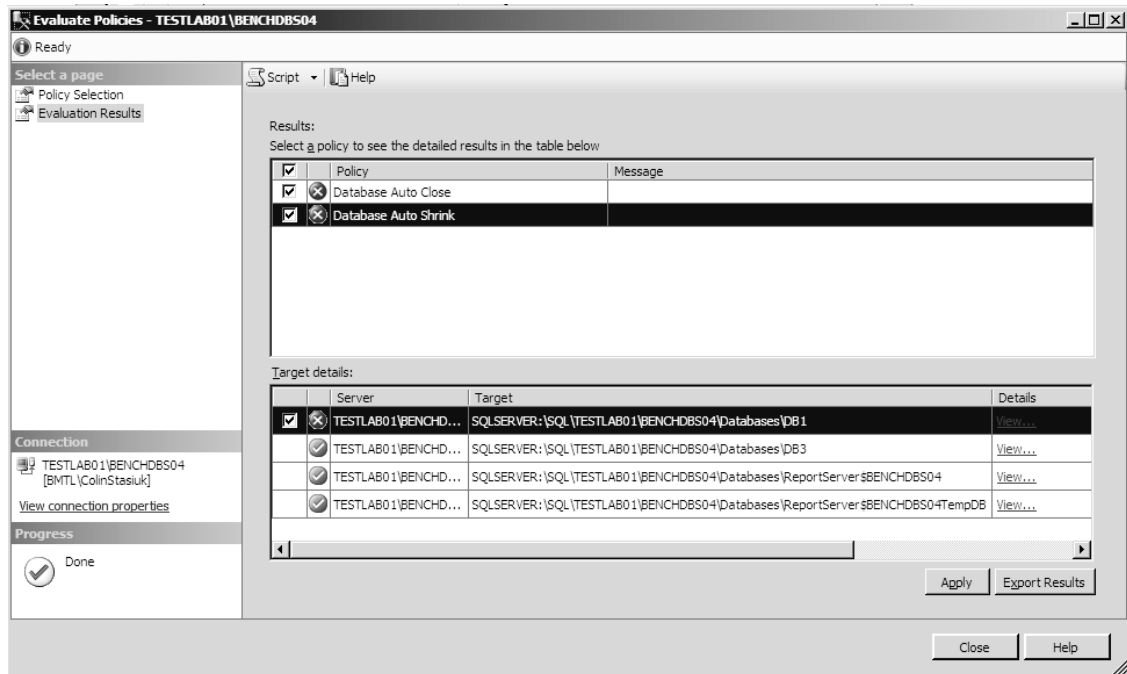 Evaluate Policies - TESTLAB01\BENCHDBS04
Ready
Select a page
Policy Selection
Evaluation Results
Script
Help
Results:
Select a policy to see the detailed results in the table below
Policy Message
Database Auto Close
Database Auto Shrink
Target details:
Server Target Details
TESTLAB01\BENCHD... SQLSERVER:\SQL\TESTLAB01\BENCHDBS04\Databases\DB1 View...
TESTLAB01\BENCHD... SQLSERVER:\SQL\TESTLAB01\BENCHDBS04\Databases\DB3 View...
TESTLAB01\BENCHD... SQLSERVER:\SQL\TESTLAB01\BENCHDBS04\Databases\ReportServer$BENCHDBS04 View...
TESTLAB01\BENCHD... SQLSERVER:\SQL\TESTLAB01\BENCHDBS04\Databases\ReportServer$BENCHDBS04TempDB View...
Connection
TESTLAB01\BENCHDBS04
[BMTL\ColinStasiuk]
View connection properties
Progress
Done
Apply
Export Results
Close
Help